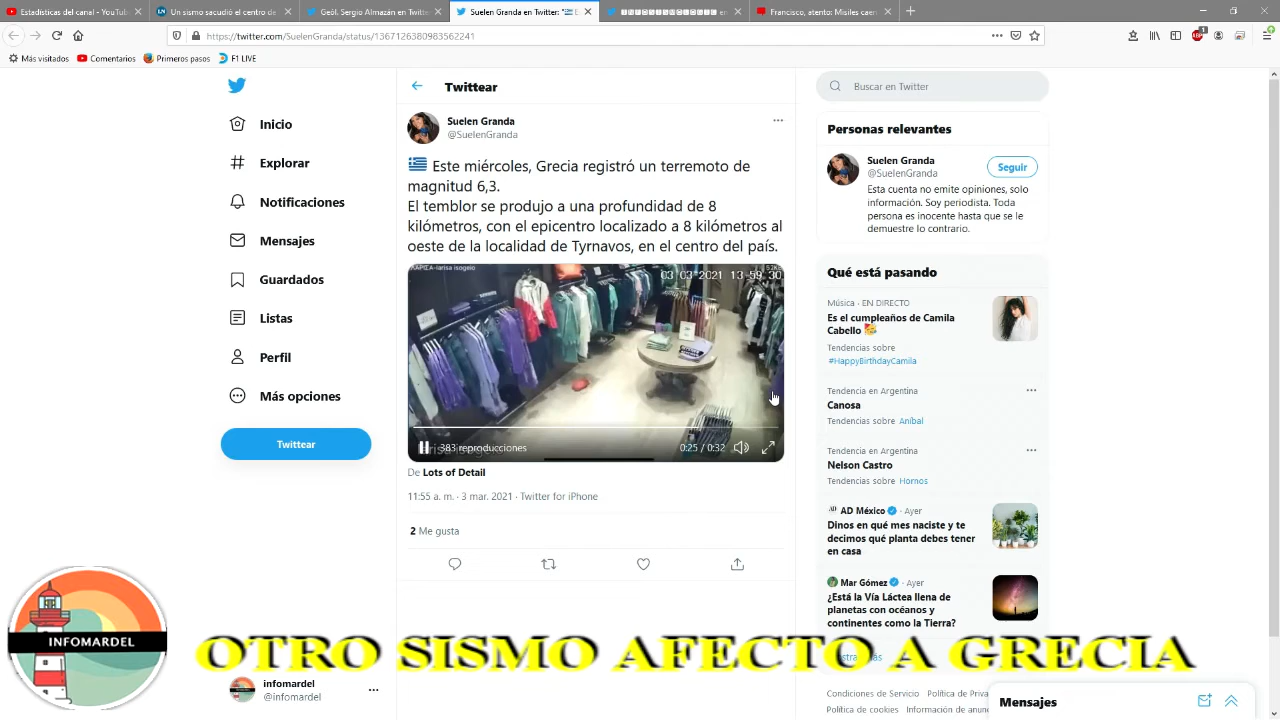 Estadísticas del canal - YouTube
Un sismo sacudió el centro de
Geól. Sergio Almazán en Twitte
Suelen Granda en Twitter: "
Francisco, atento: Misiles caen
https://twitter.com/SuelenGranda/status/1367126380983562241
Más visitados
Comentarios
Primeros pasos
F1 LIVE
Inicio
Explorar
Notificaciones
Mensajes
Guardados
Listas
Perfil
Más opciones
Twittear
Twittear
Suelen Granda
@SuelenGranda
Este miércoles, Grecia registró un terremoto de
magnitud 6,3.
El temblor se produjo a una profundidad de 8
kilómetros, con el epicentro localizado a 8 kilómetros al
oeste de la localidad de Tyrnavos, en el centro del país.
03 03 2021 13:59:30
383 reproducciones
0:25 / 0:32
De Lots of Detail
11:55 a. m. · 3 mar. 2021 · Twitter for iPhone
2 Me gusta
Buscar en Twitter
Personas relevantes
Suelen Granda
@SuelenGranda
Seguir
Esta cuenta no emite opiniones, solo
información. Soy periodista. Toda
persona es inocente hasta que se le
demuestre lo contrario.
Qué está pasando
Música · EN DIRECTO
Es el cumpleaños de Camila
Cabello
Tendencias sobre
#HappyBirthdayCamila
Tendencia en Argentina
Canosa
Tendencias sobre Aníbal
Tendencia en Argentina
Nelson Castro
Tendencias sobre Hornos
AD México · Ayer
Dinos en qué mes naciste y te
decimos qué planta debes tener
en casa
Mar Gómez · Ayer
¿Está la Vía Láctea llena de
planetas con océanos y
continentes como la Tierra?
Condiciones de Servicio Política de Priva
Política de cookies Información de anun
Mensajes
INFOMARDEL
OTRO SISMO AFECTO A GRECIA
infomardel
@infomardel